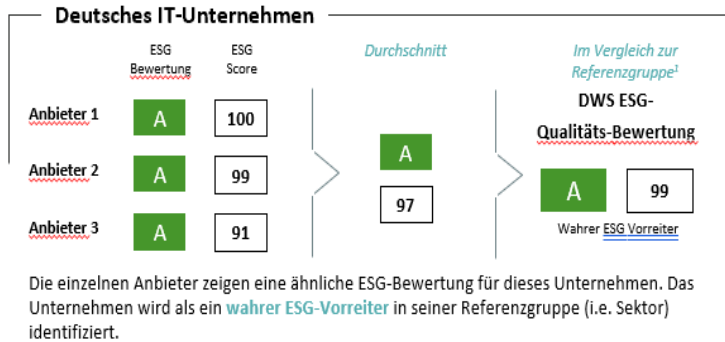 Deutsches IT-Unternehmen
ESG Bewertung
ESG Score
Durchschnitt
Im Vergleich zur
Referenzgruppe¹
DWS ESG-
Qualitäts-Bewertung
Anbieter 1 A 100
Anbieter 2 A 99
Anbieter 3 A 91
A
97
A 99
Wahrer ESG Vorreiter
Die einzelnen Anbieter zeigen eine ähnliche ESG-Bewertung für dieses Unternehmen. Das
Unternehmen wird als ein wahrer ESG-Vorreiter in seiner Referenzgruppe (i.e. Sektor)
identifiziert.